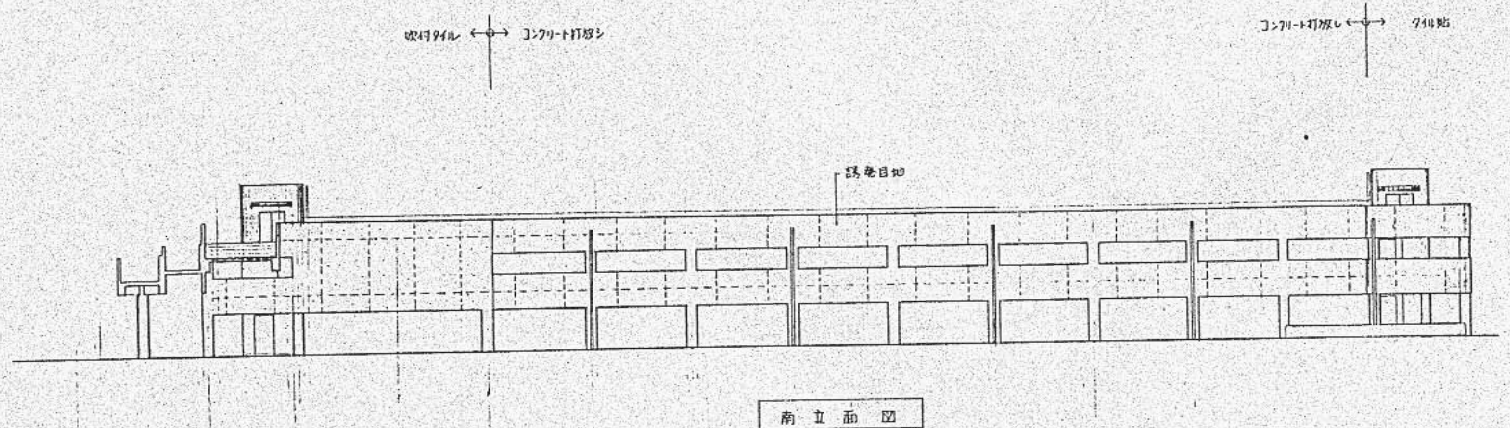 吹付タイル ←→ コンクリート打放シ
コンクリート打放し ←→ タイル貼
誘発目地
南立面図